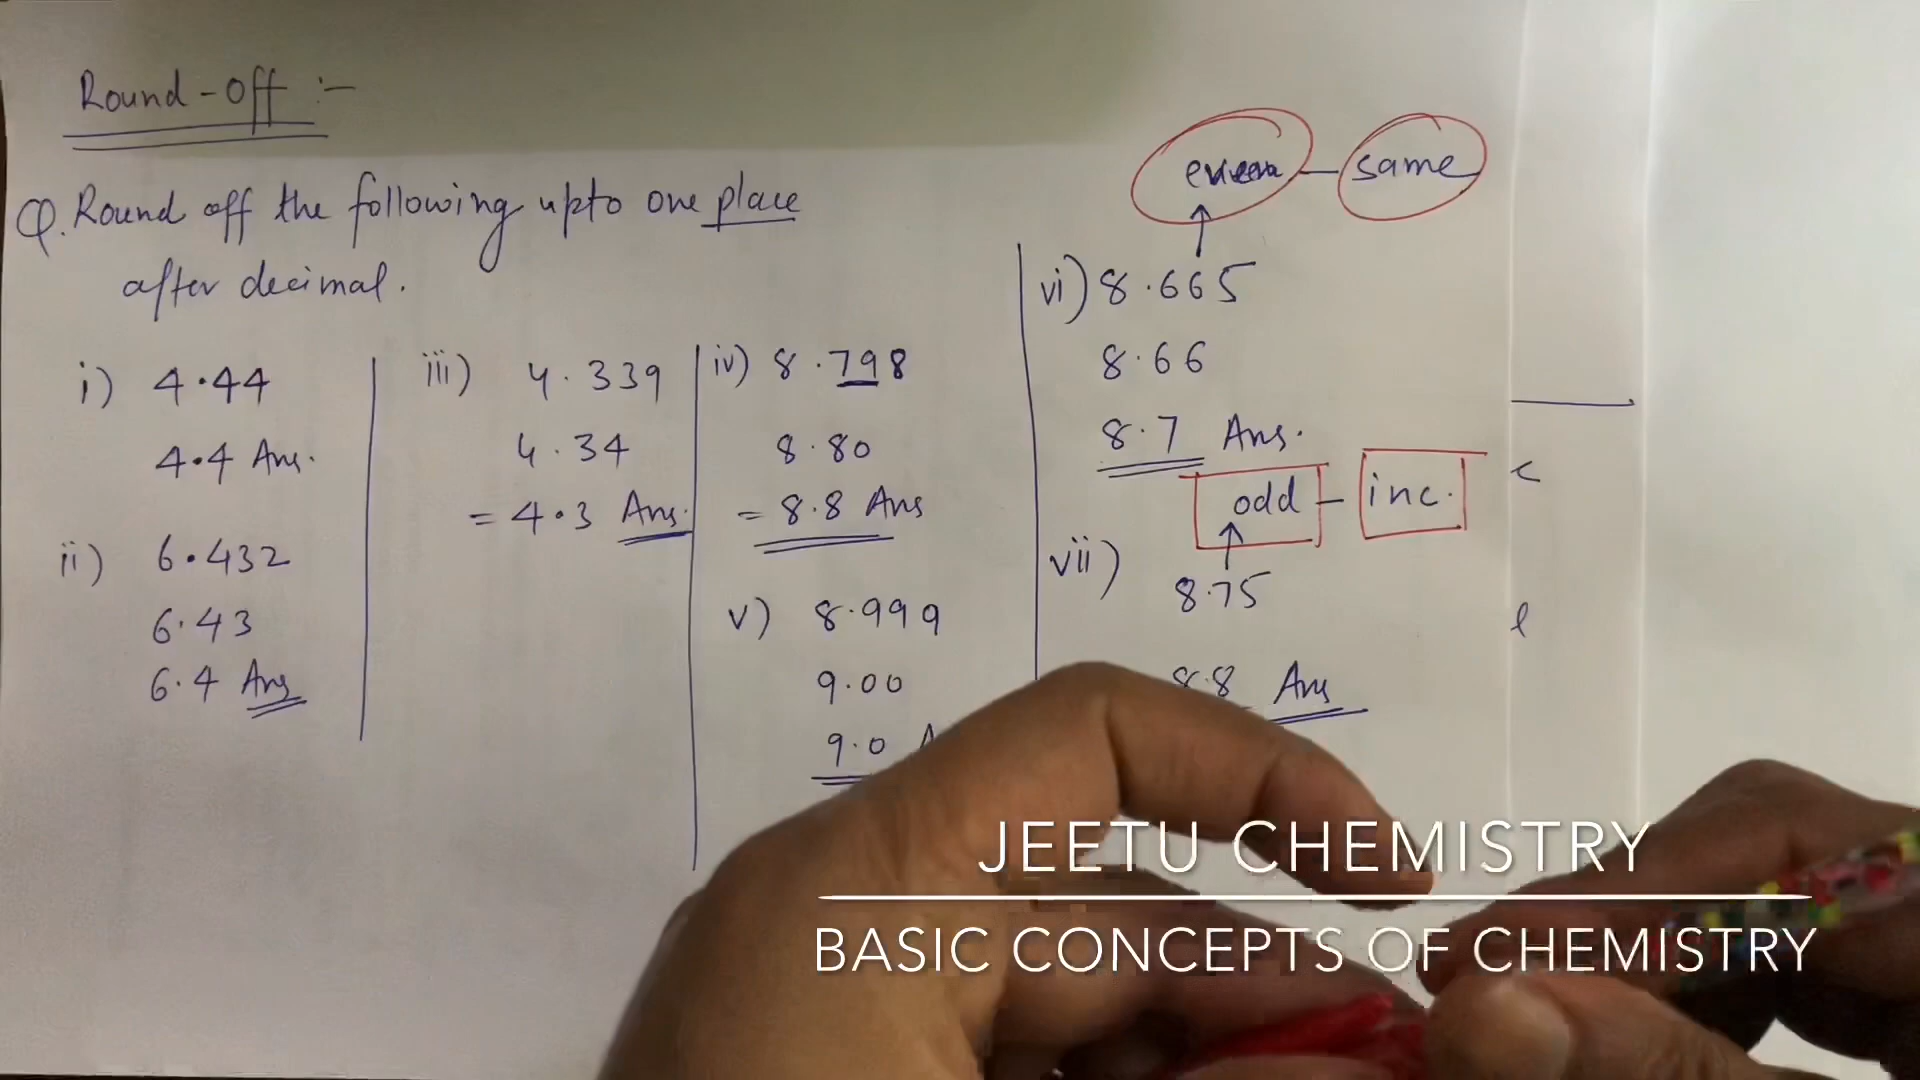 Round-off :-
Q. Round off the following upto one place
after decimal.
i) 4.44
4.4 Ans.
ii) 6.432
6.43
6.4 Ans
iii) 4.339
4.34
= 4.3 Ans.
iv) 8.798
8.80
= 8.8 Ans
v) 8.999
9.00
9.0
even - same
vi) 8.665
8.66
8.7 Ans.
odd - inc.
vii)
8.75
8.8 Ans
JEETU CHEMISTRY
BASIC CONCEPTS OF CHEMISTRY